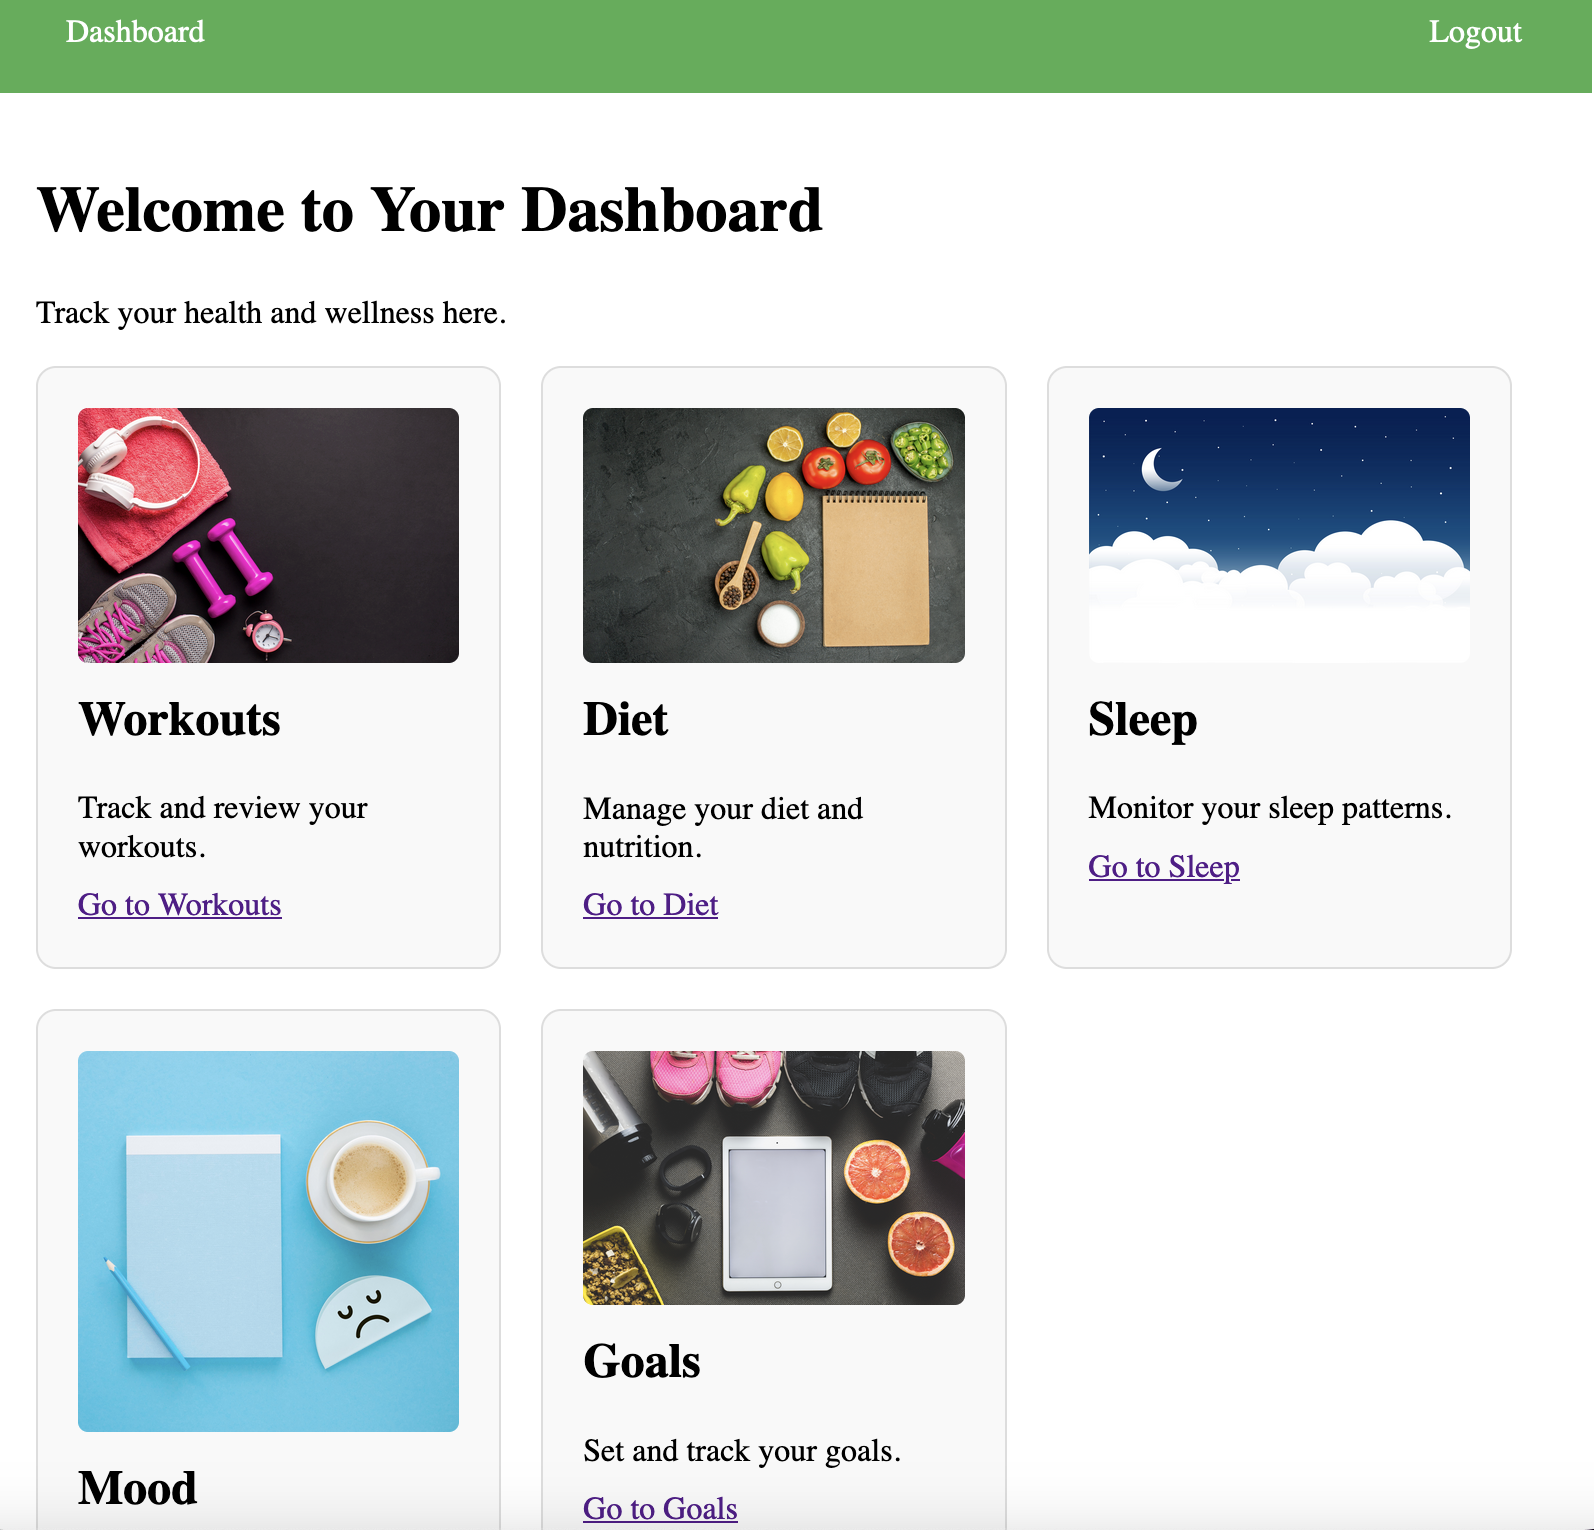 Dashboard
Logout
Welcome to Your Dashboard
Track your health and wellness here.
Workouts
Track and review your
workouts.
Go to Workouts
Diet
Manage your diet and
nutrition.
Go to Diet
Sleep
Monitor your sleep patterns.
Go to Sleep
Mood
Goals
Set and track your goals.
Go to Goals